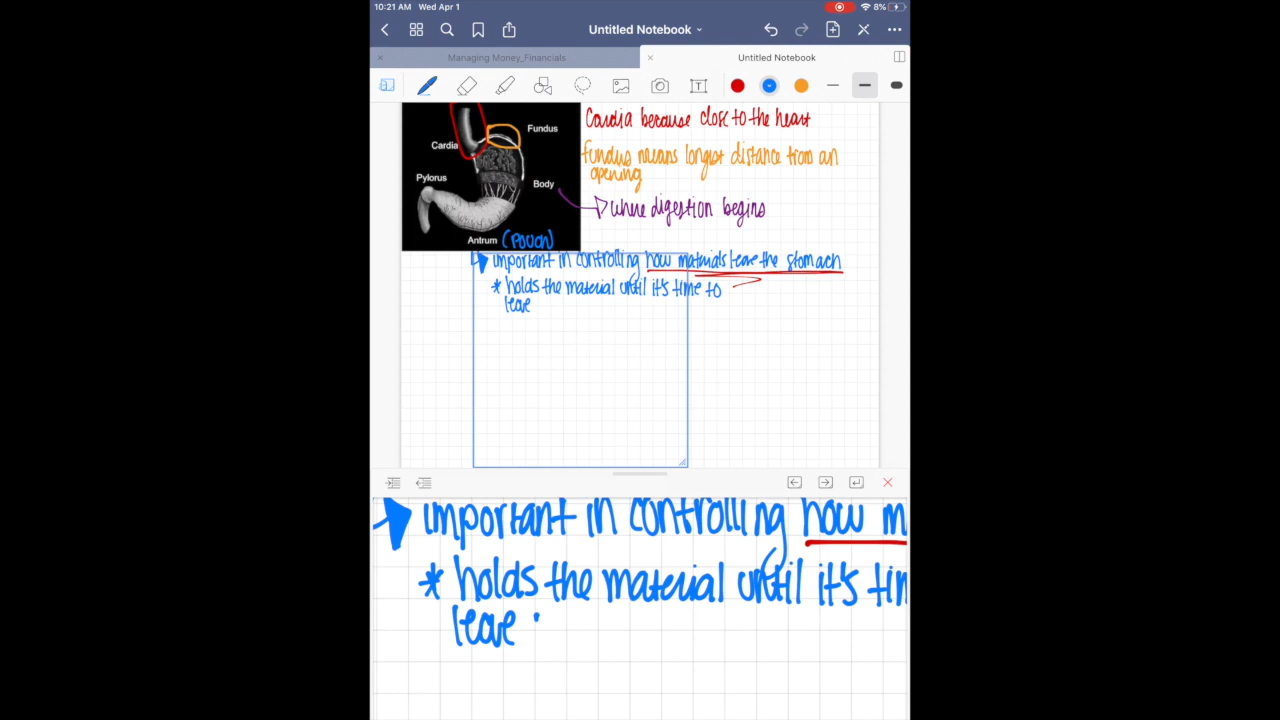 10:21 AM Wed Apr 1
8%
Untitled Notebook
Managing Money_Financials
Untitled Notebook
T
Cardia because close to the heart
Fundus
Cardia
fundus means longest distance from an
opening
Pylorus
Body
where digestion begins
Antrum (Pouch)
important in controlling how materials leave the stomach
* holds the material until it's time to
leave
important in controlling how m
* holds the material until it's tim
leave